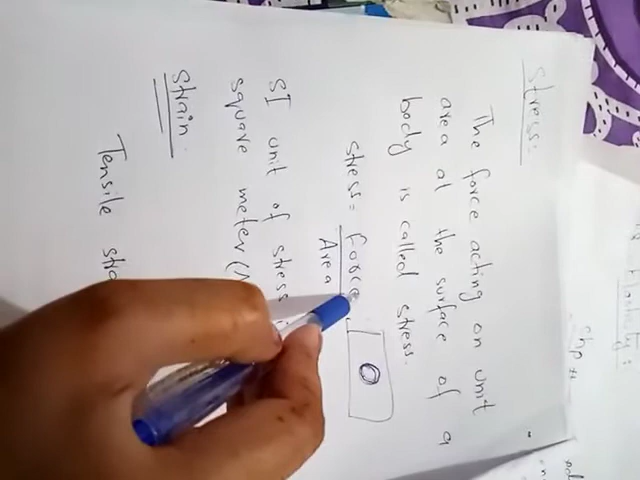 Stress:
The force acting on unit
area at the surface of a
body is called stress.
Stress = Force
Area
SI unit of stress
square meter (
Strain:
Tensile